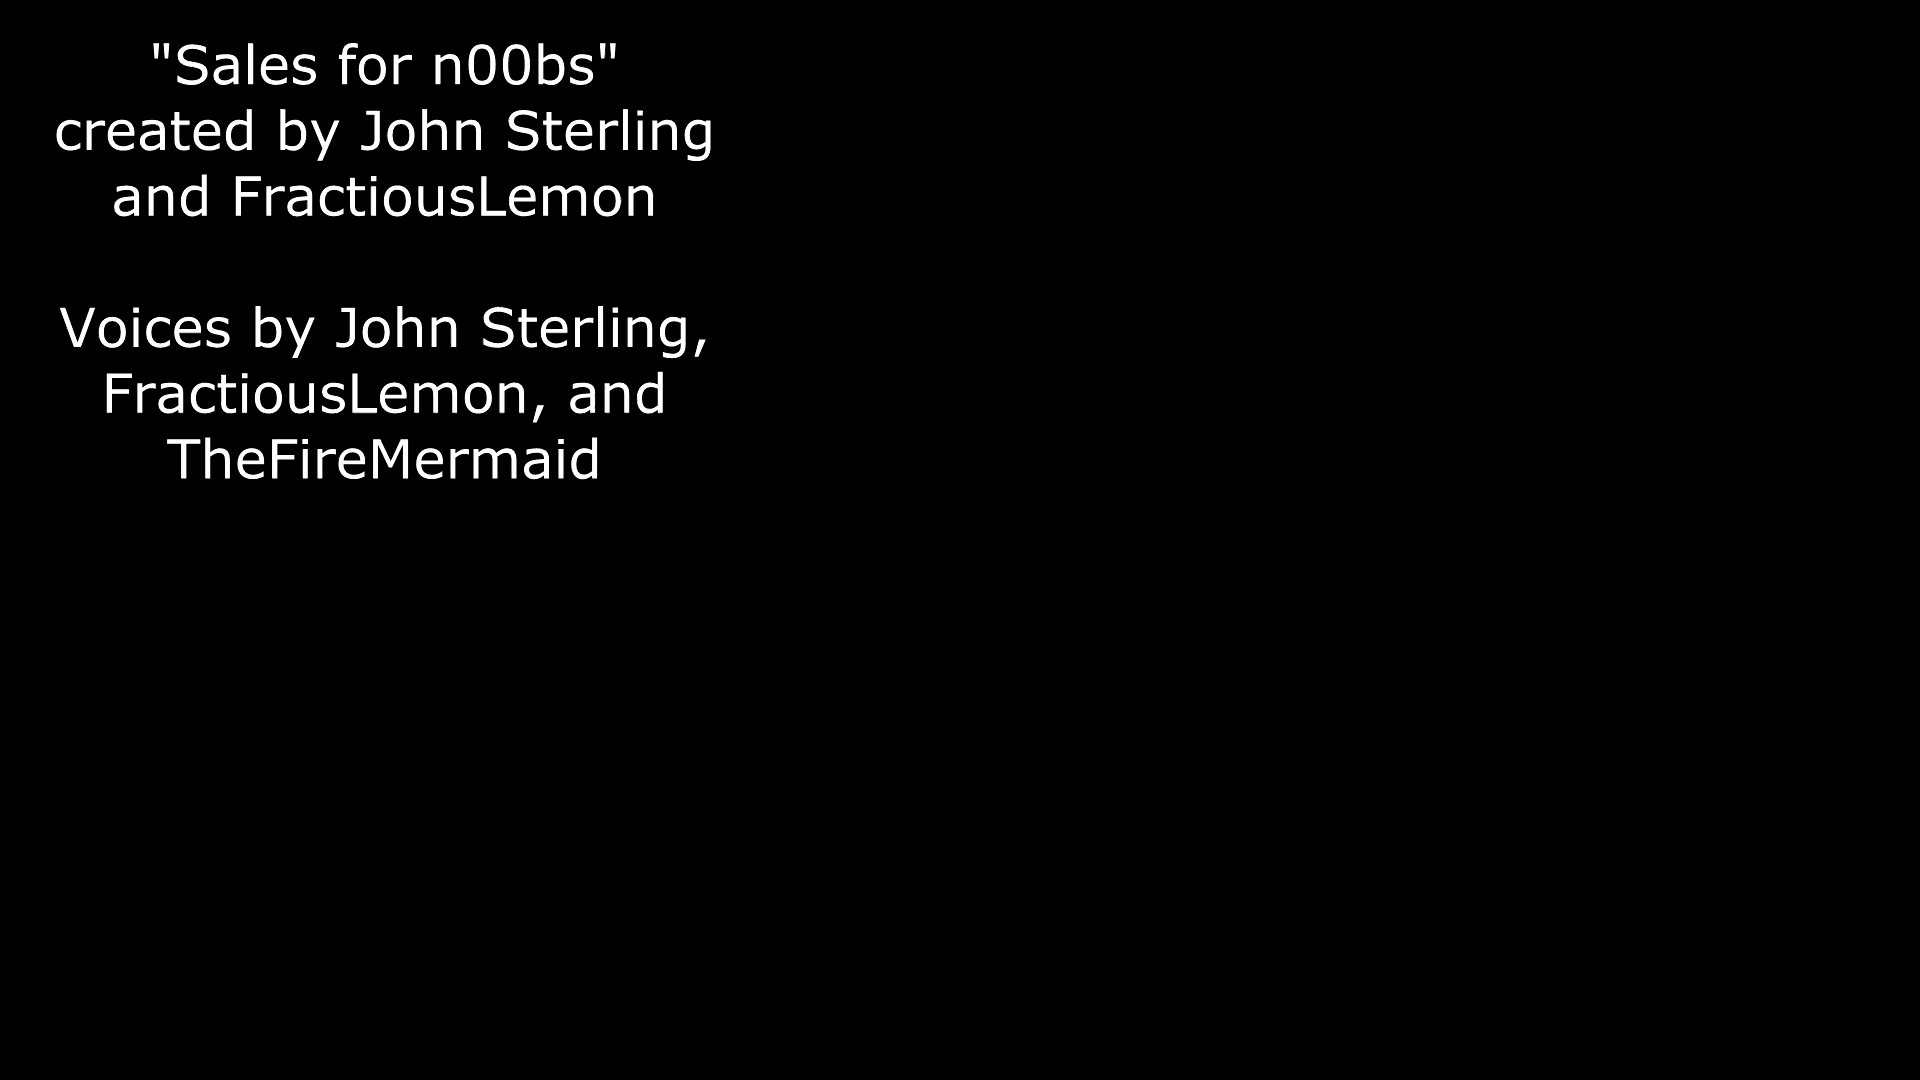 "Sales for n00bs"
created by John Sterling
and FractiousLemon
Voices by John Sterling,
FractiousLemon, and
TheFireMermaid